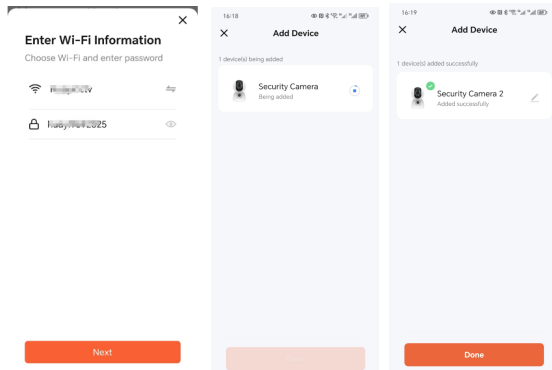 Enter Wi-Fi Information
Choose Wi-Fi and enter password
Next
16:18
Add Device
1 device(s) being added
Security Camera
Being added
16:19
Add Device
1 device(s) added successfully
Security Camera 2
Added successfully
Done